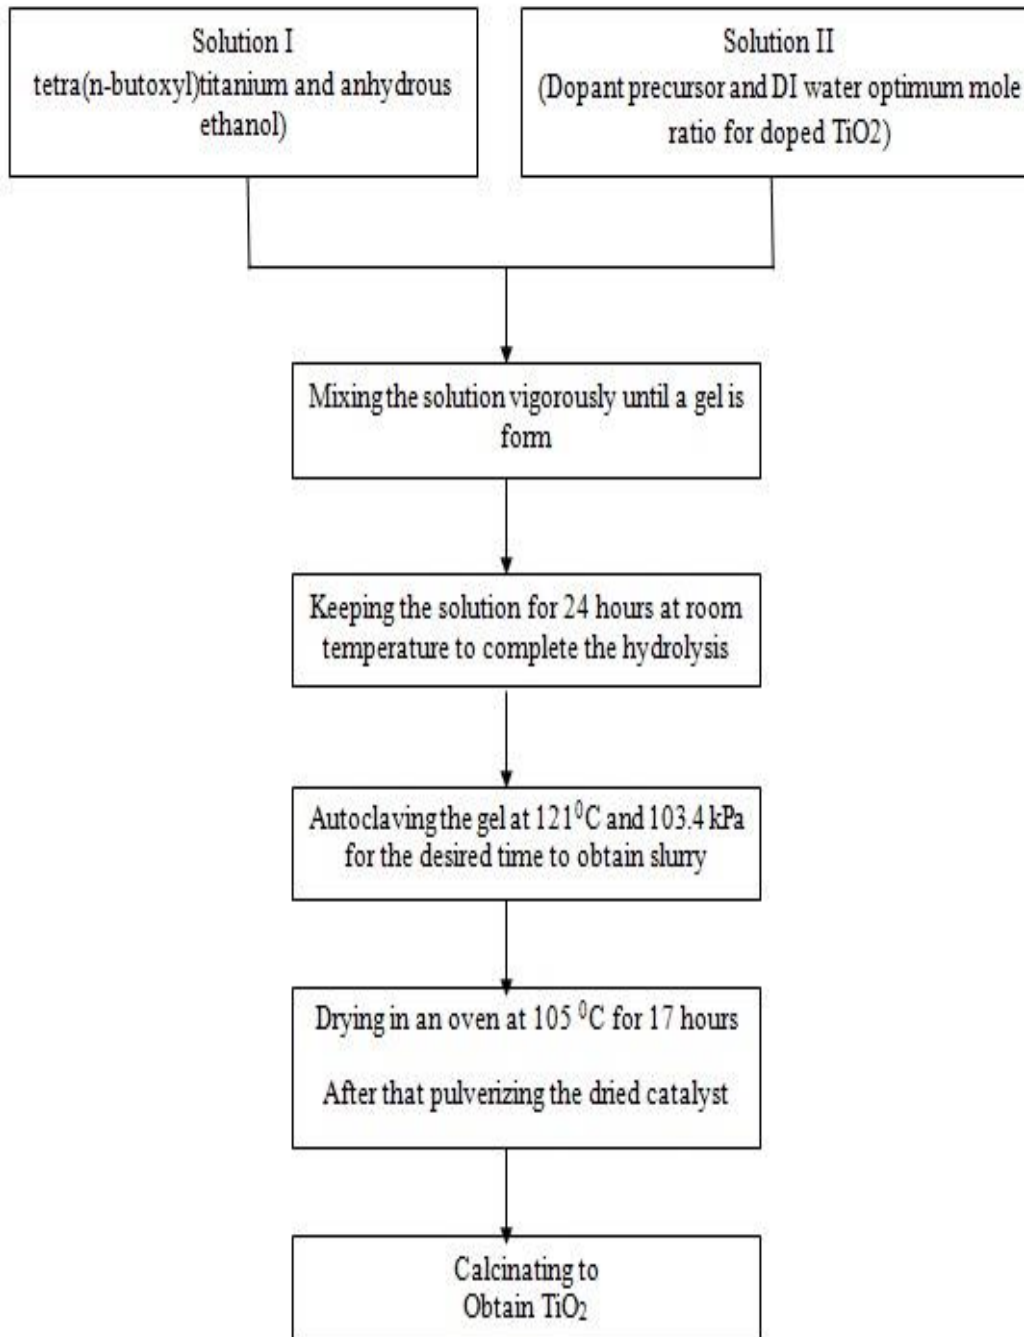 Solution I
tetra(n-butoxyl)titanium and anhydrous
ethanol)
Solution II
(Dopant precursor and DI water optimum mole
ratio for doped TiO2)
Mixing the solution vigorously until a gel is
form
Keeping the solution for 24 hours at room
temperature to complete the hydrolysis
Autoclaving the gel at 121⁰C and 103.4 kPa
for the desired time to obtain slurry
Drying in an oven at 105 ⁰C for 17 hours
After that pulverizing the dried catalyst
Calcinating to
Obtain TiO₂